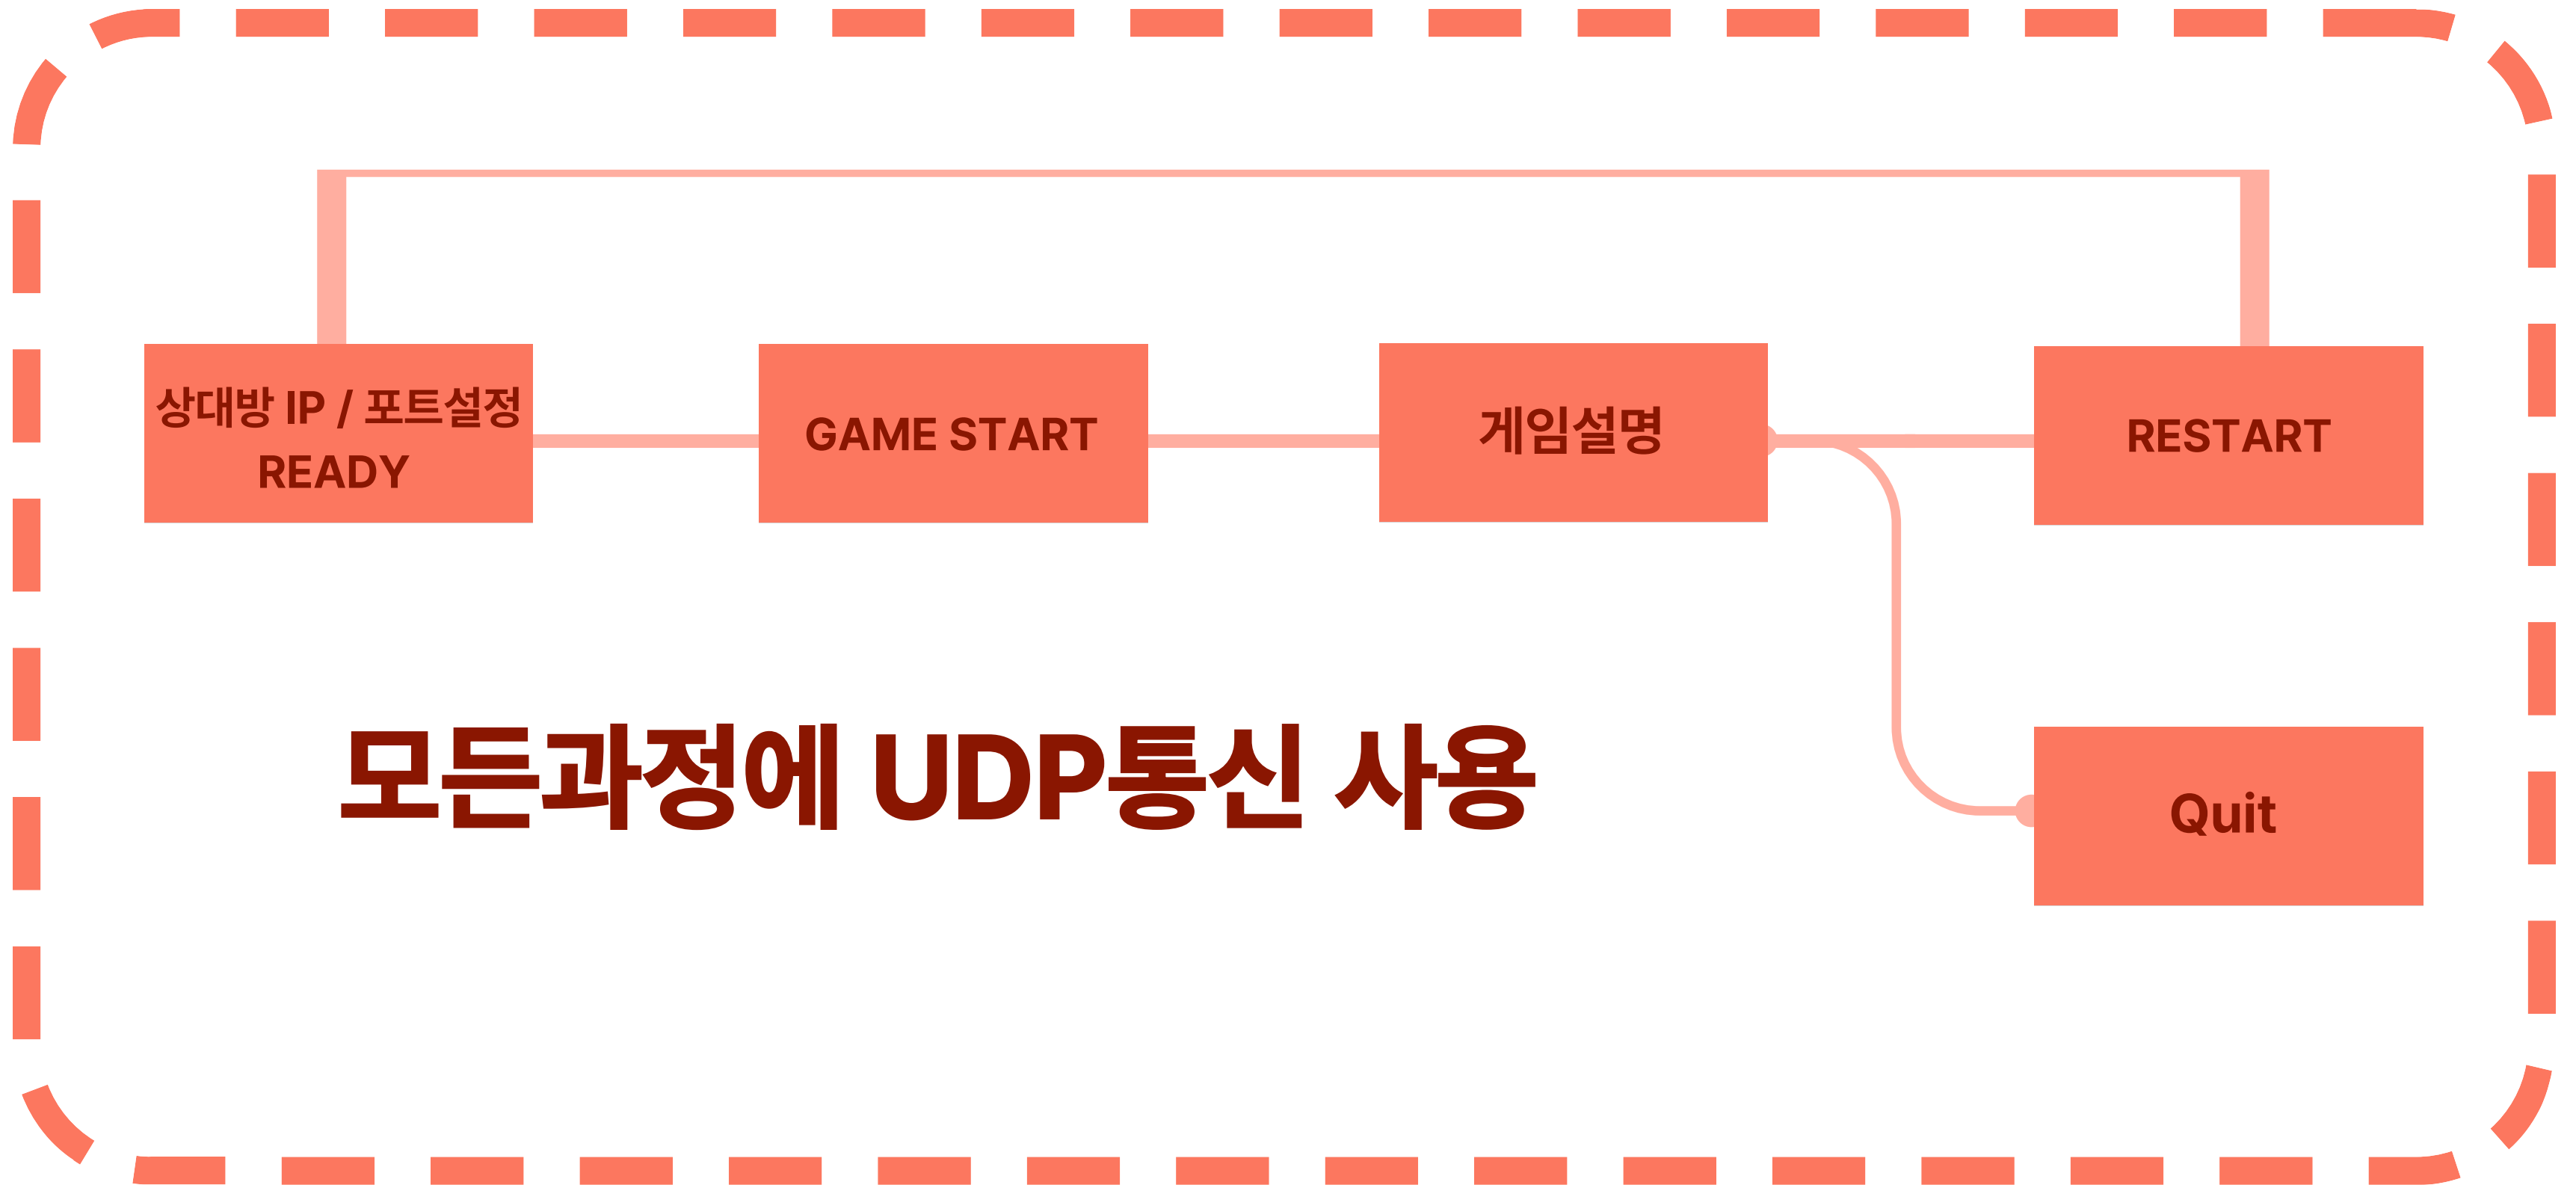 상대방 IP / 포트설정
READY
GAME START
게임설명
RESTART
모든과정에 UDP통신 사용
Quit